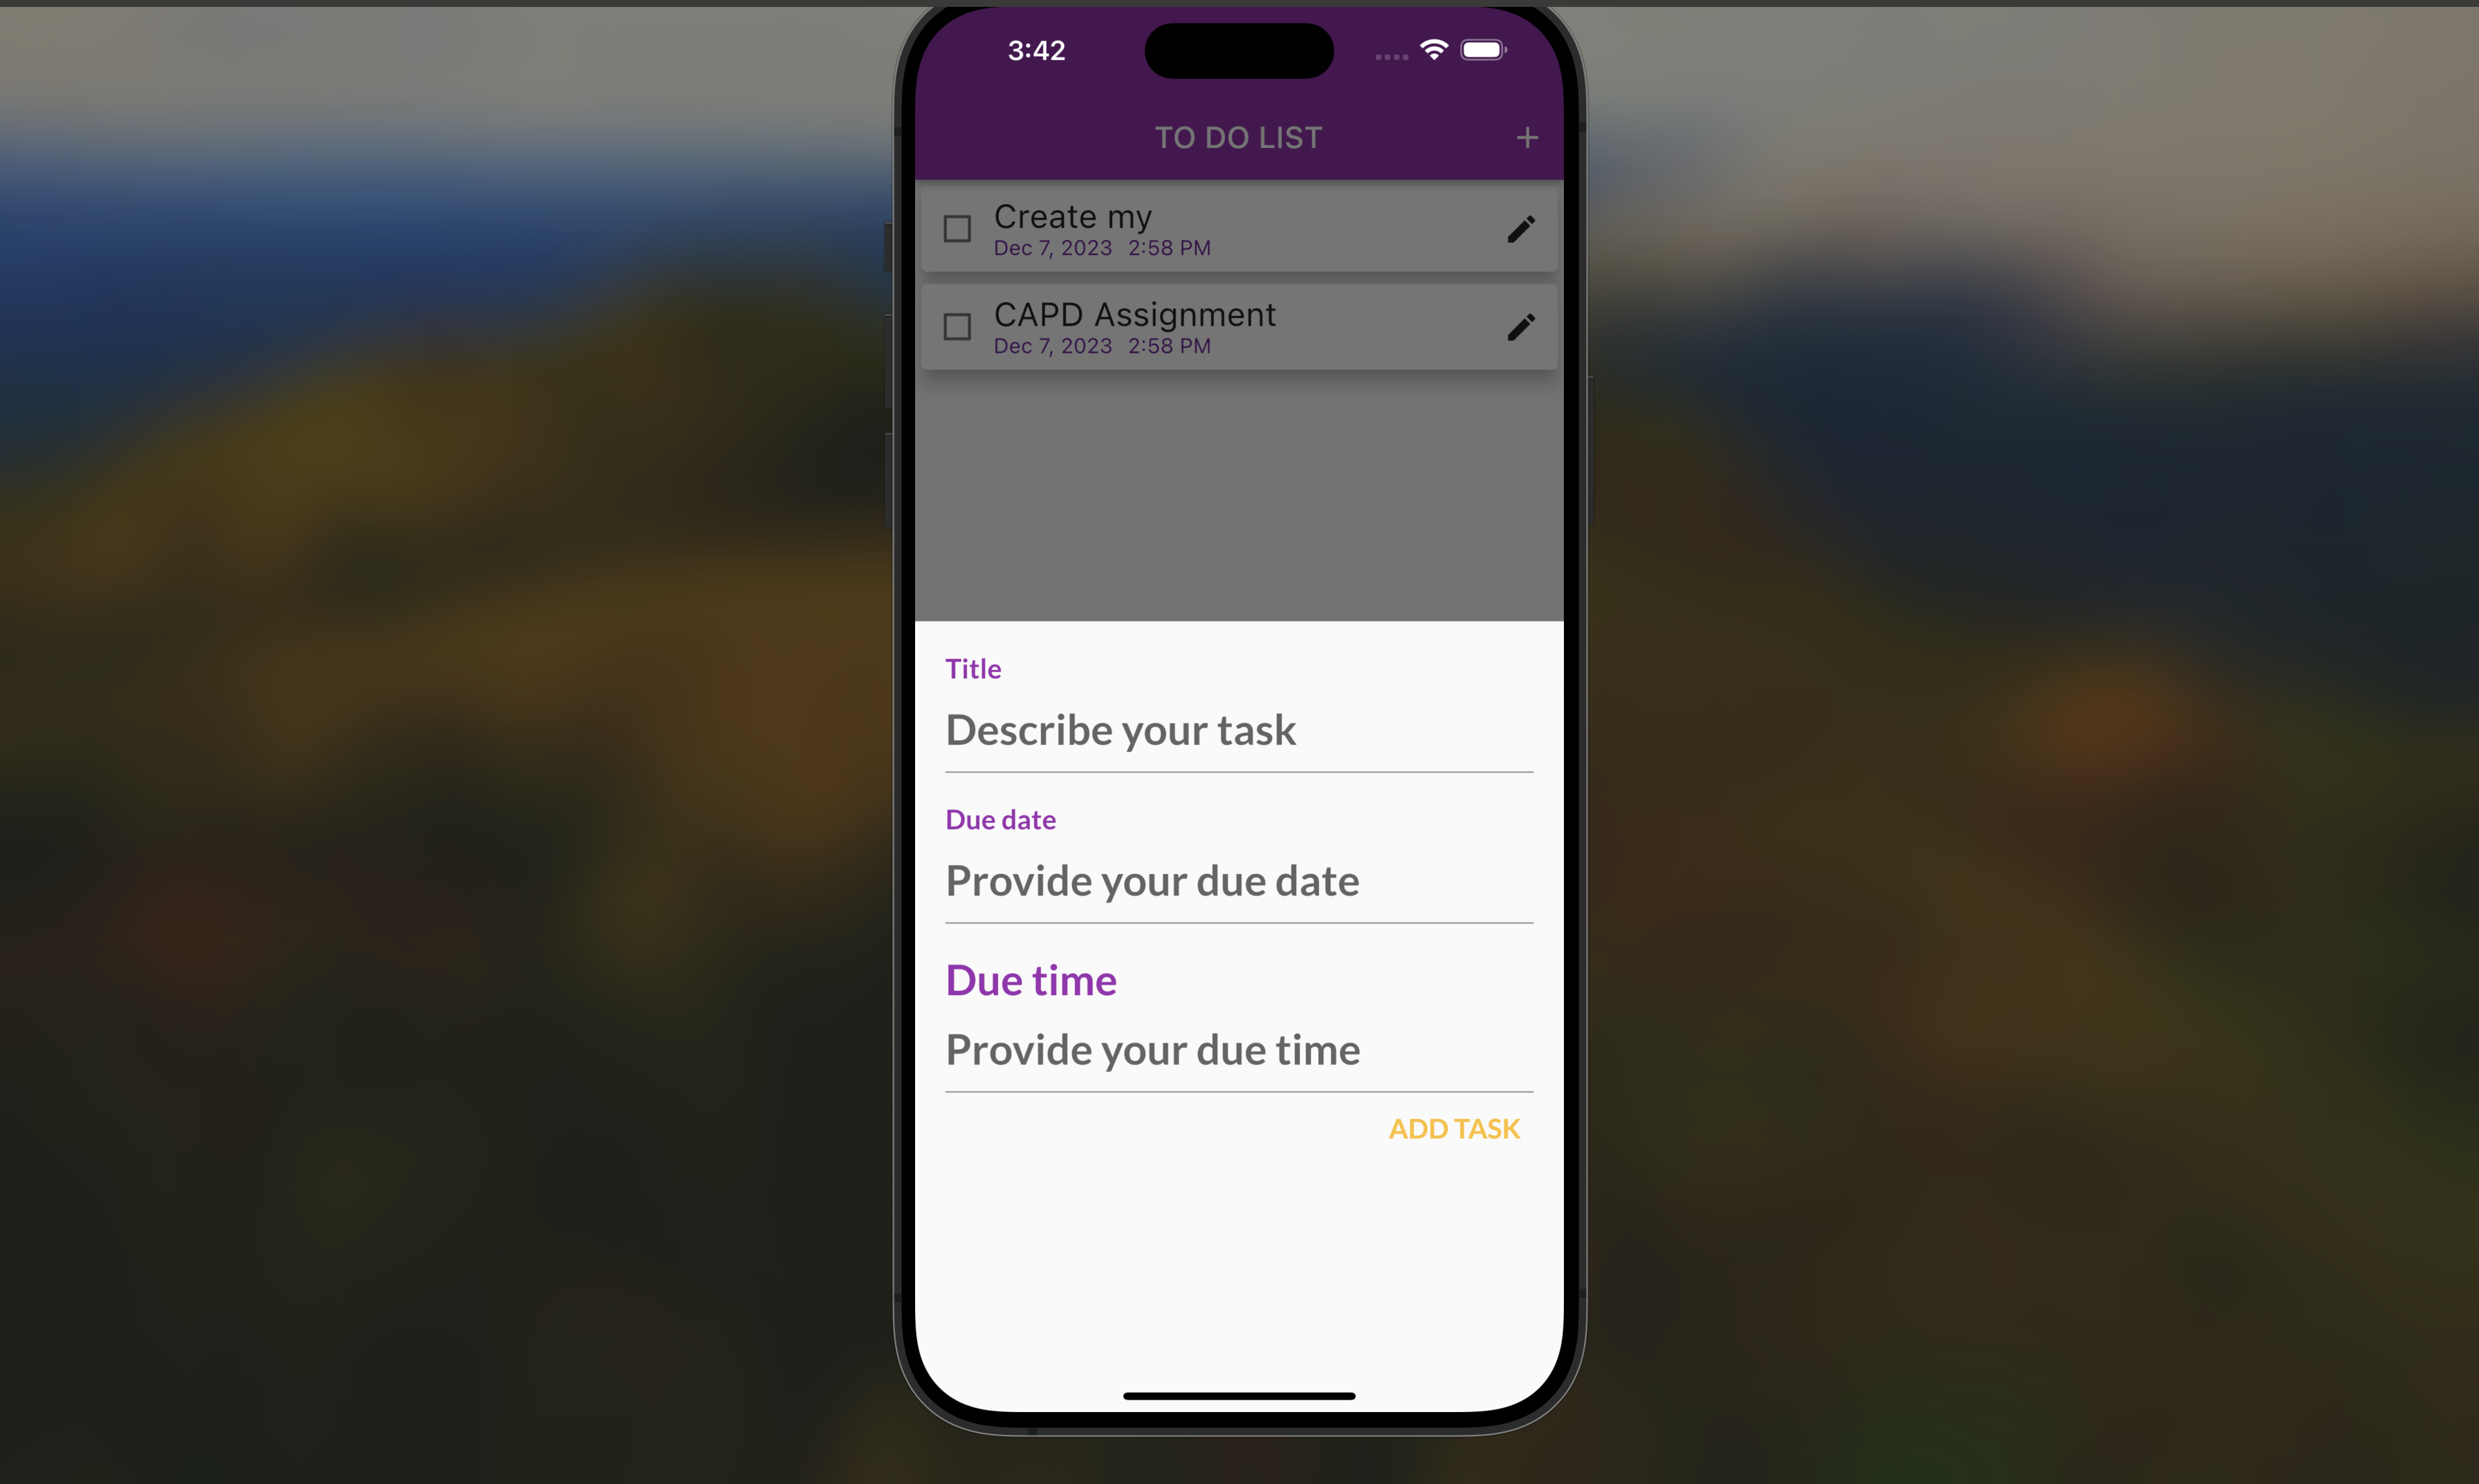 3:42
TO DO LIST +
Create my
Dec 7, 2023 2:58 PM
CAPD Assignment
Dec 7, 2023 2:58 PM
Title
Describe your task
Due date
Provide your due date
Due time
Provide your due time
ADD TASK